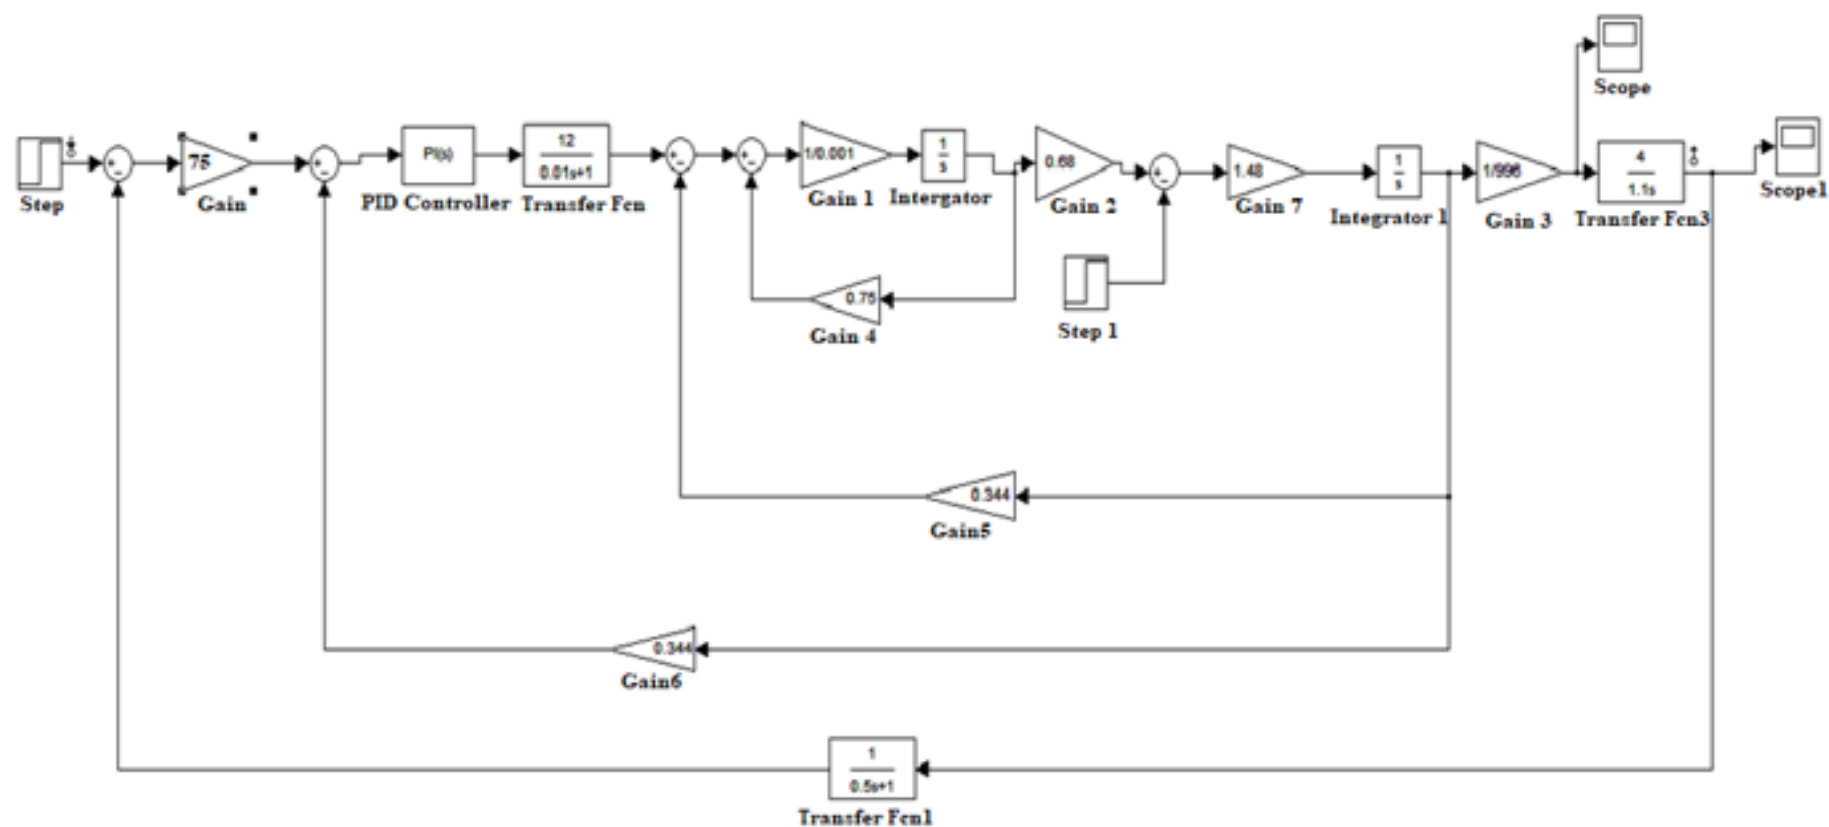 Scope
Scope1
Step
75
Gain
PI(s)
PID Controller
12
0.01s+1
Transfer Fcn
1/0.001
Gain 1
1
s
Intergator
0.68
Gain 2
1.48
Gain 7
1
s
Integrator 1
1/996
Gain 3
4
1.1s
Transfer Fcn3
0.75
Gain 4
Step 1
0.344
Gain5
0.344
Gain6
1
0.5s+1
Transfer Fcn1